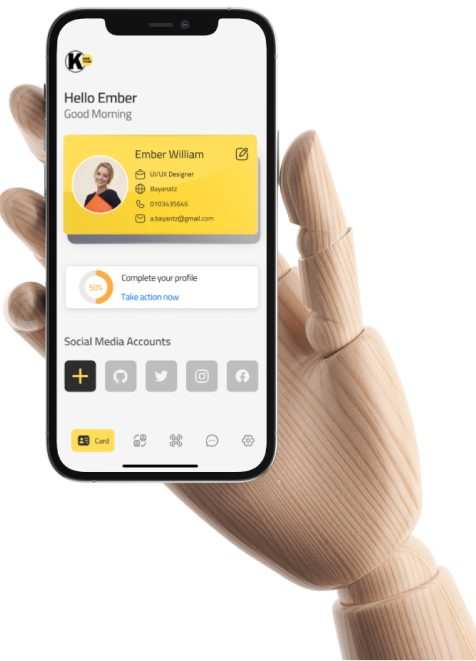 K
Hello Ember
Good Morning
Ember William
UI/UX Designer
Bayanatz
0103435646
a.bayantz@gmail.com
50%
Complete your profile
Take action now
Social Media Accounts
Card